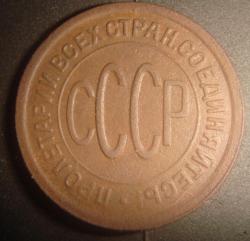 ПРОЛЕТАРИИ ВСЕХ СТРАН, СОЕДИНЯЙТЕСЬ!
СССР